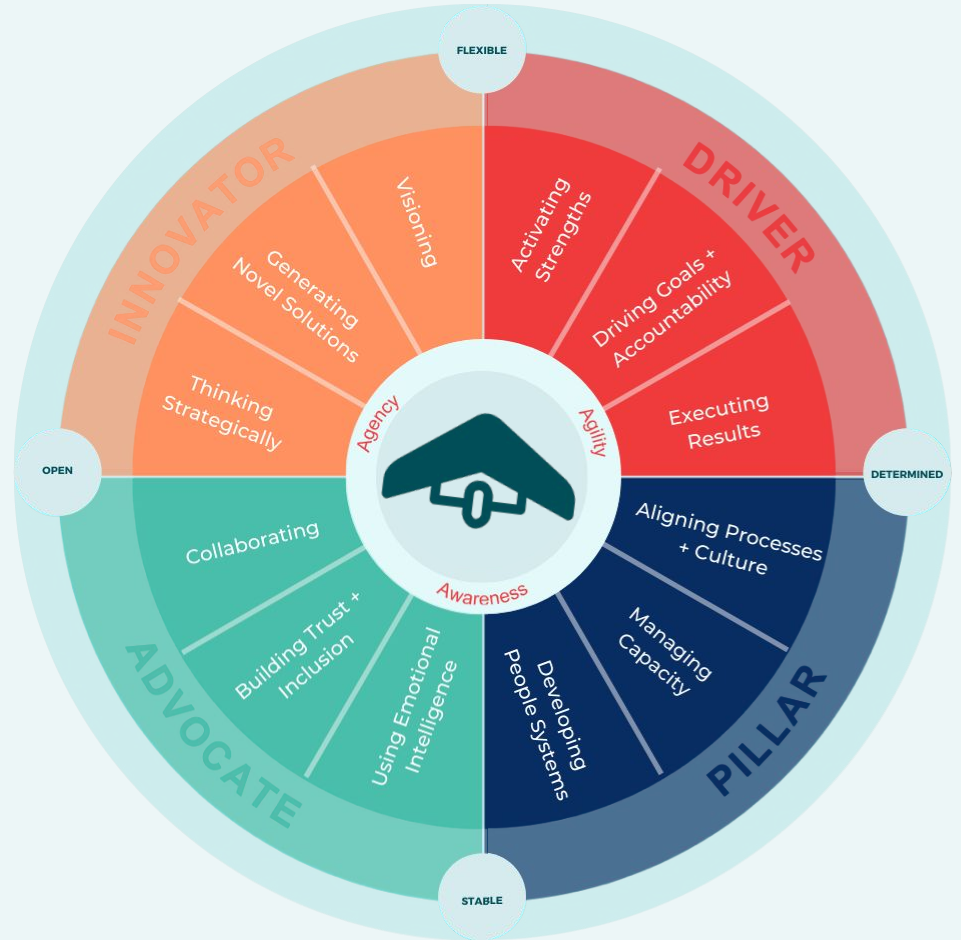 FLEXIBLE
INNOVATOR
DRIVER
Visioning
Generating
Novel Solutions
Thinking
Strategically
Activating
Strengths
Driving Goals +
Accountability
Executing
Results
Agency
Agility
Awareness
OPEN
DETERMINED
Collaborating
Building Trust +
Inclusion
Using Emotional
Intelligence
Aligning Processes
+ Culture
Managing
Capacity
Developing
People Systems
ADVOCATE
PILLAR
STABLE